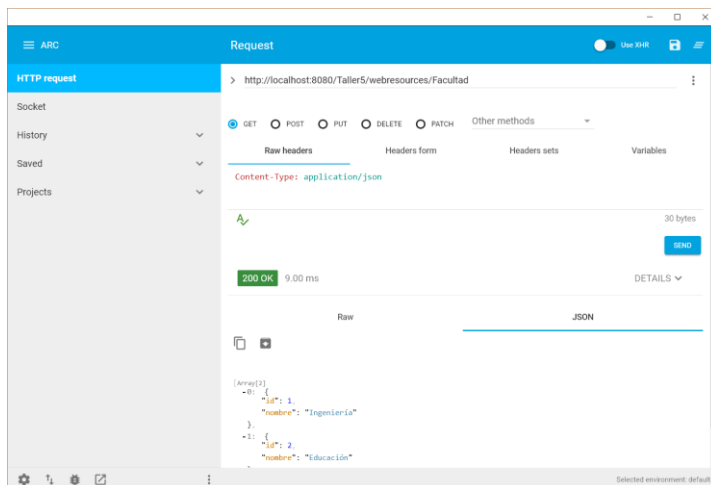 ARC
Request
Use XHR
HTTP request
http://localhost:8080/Taller5/webresources/Facultad
Socket
History
Saved
Projects
GET POST PUT DELETE PATCH Other methods
Raw headers Headers form Headers sets Variables
Content-Type: application/json
30 bytes
SEND
200 OK 9.00 ms DETAILS
Raw JSON
[Array[2]
-0: {
"id": 1,
"nombre": "Ingeniería"
},
-1: {
"id": 2,
"nombre": "Educación"
Selected environment: default